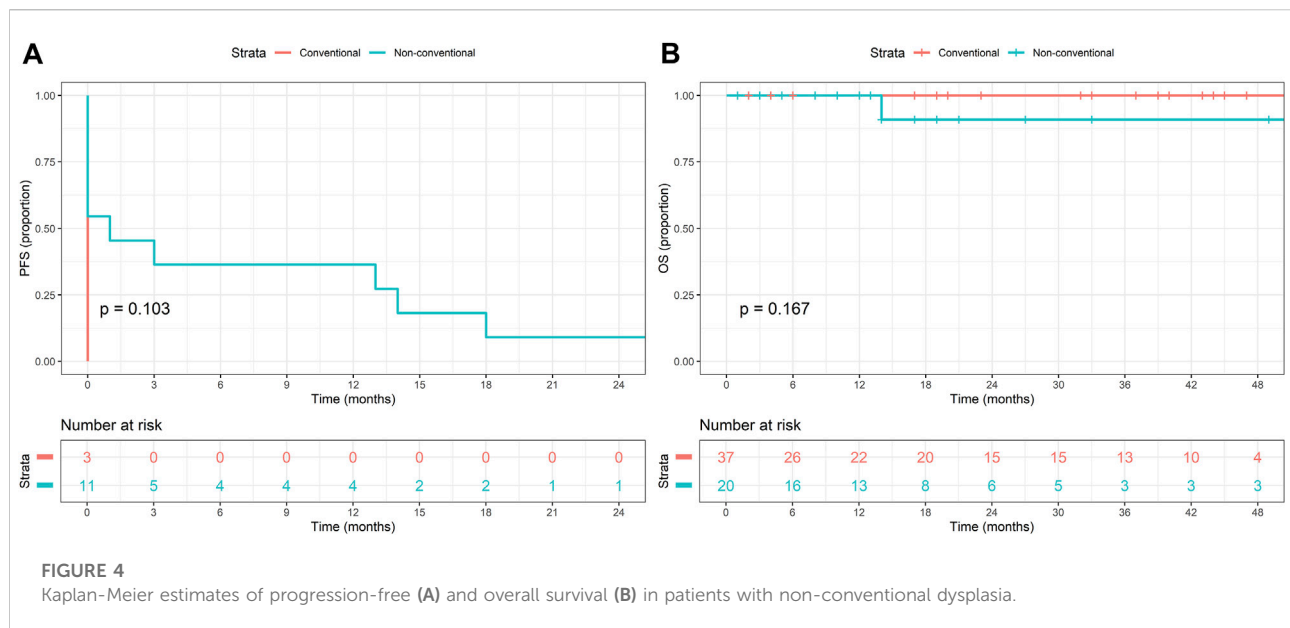 A
Strata Conventional Non-conventional
1.00
0.75
0.50
0.25
0.00
PFS (proportion)
p = 0.103
0 3 6 9 12 15 18 21 24
Time (months)
Number at risk
Strata
3 0 0 0 0 0 0 0 0
11 5 4 4 4 2 2 1 1
0 3 6 9 12 15 18 21 24
Time (months)
B
Strata Conventional Non-conventional
1.00
0.75
0.50
0.25
0.00
OS (proportion)
p = 0.167
0 6 12 18 24 30 36 42 48
Time (months)
Number at risk
Strata
37 26 22 20 15 15 13 10 4
20 16 13 8 6 5 3 3 3
0 6 12 18 24 30 36 42 48
Time (months)
FIGURE 4
Kaplan-Meier estimates of progression-free (A) and overall survival (B) in patients with non-conventional dysplasia.